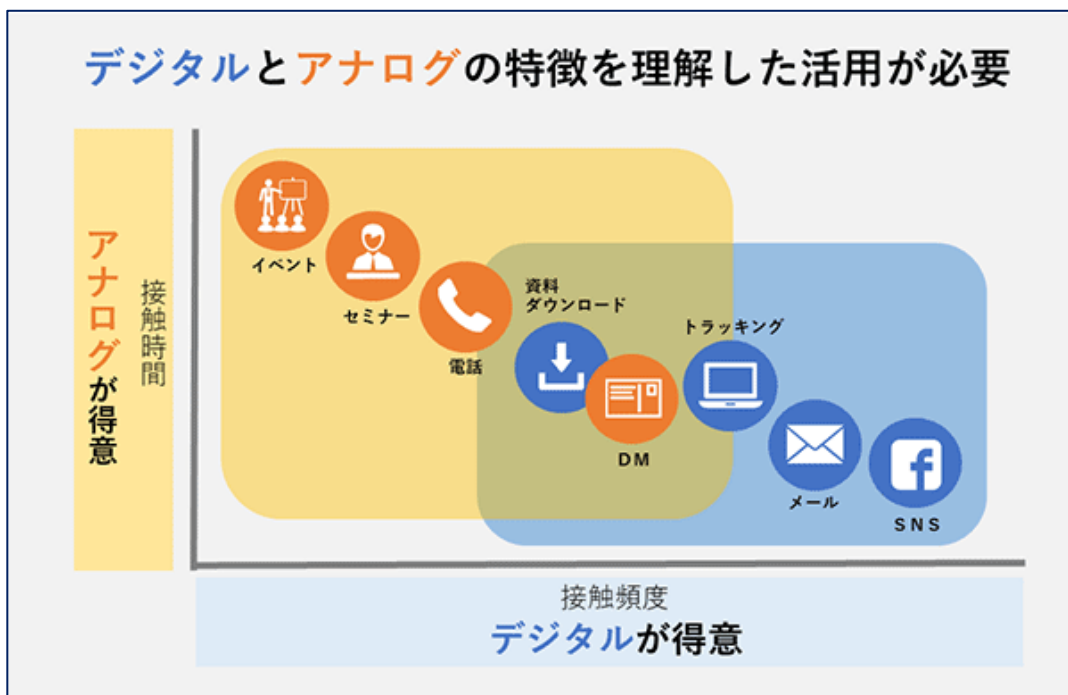 デジタルとアナログの特徴を理解した活用が必要
アナログが得意
接触時間
イベント
セミナー
電話
資料
ダウンロード
DM
トラッキング
メール
SNS
接触頻度
デジタルが得意